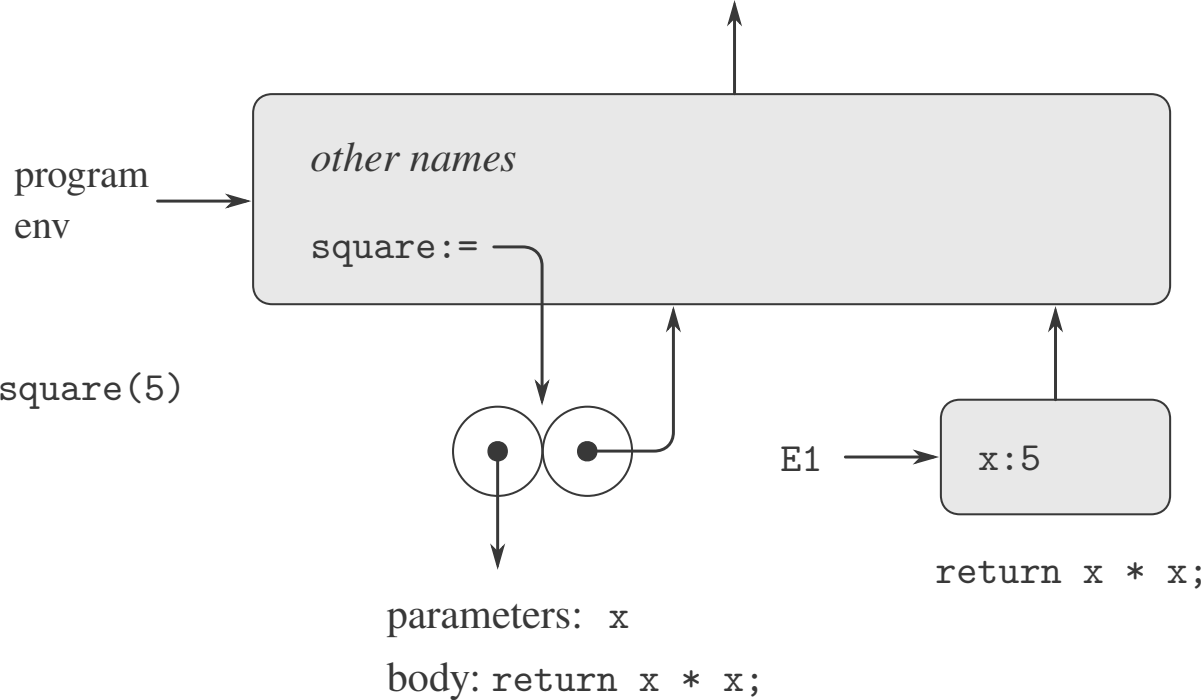 other names
program
env
square:=
square(5)
E1
x:5
return x * x;
parameters: x
body: return x * x;